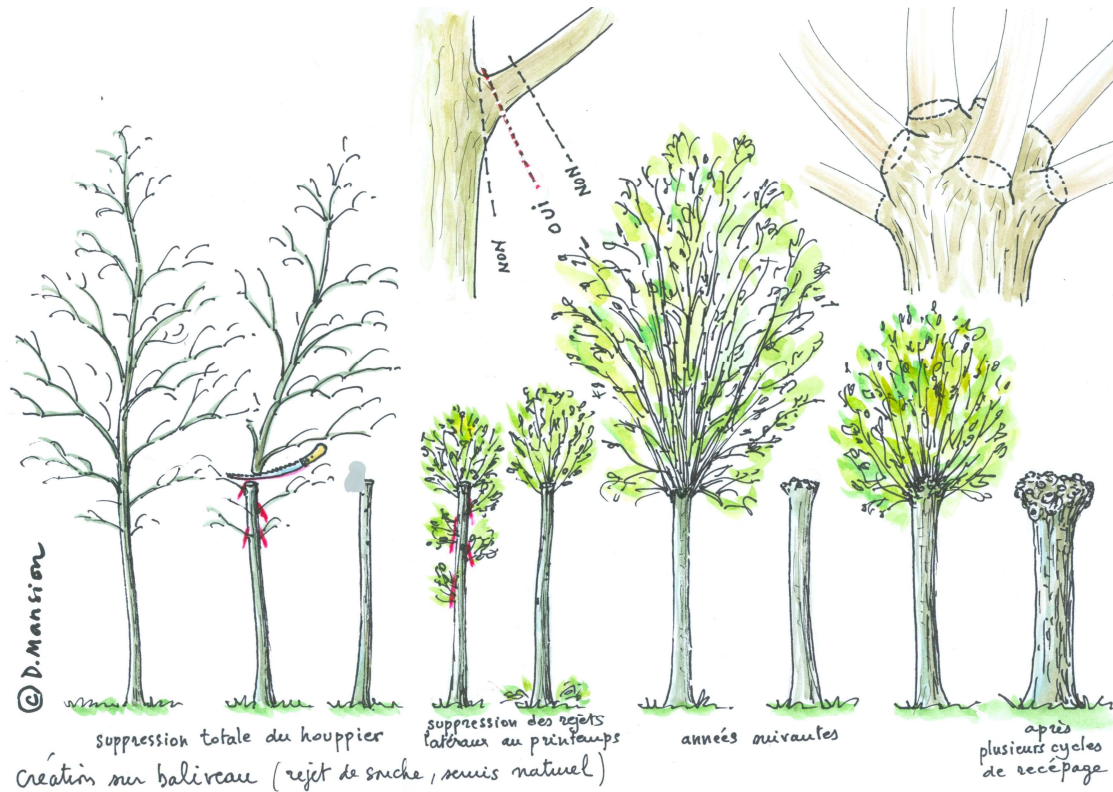 NON
OUI
NON
© D. Mansion
suppression totale du houppier
suppression des rejets
latéraux au printemps
années suivantes
après
plusieurs cycles
de recépage
Création sur baliveau (rejet de souche, semis naturel)